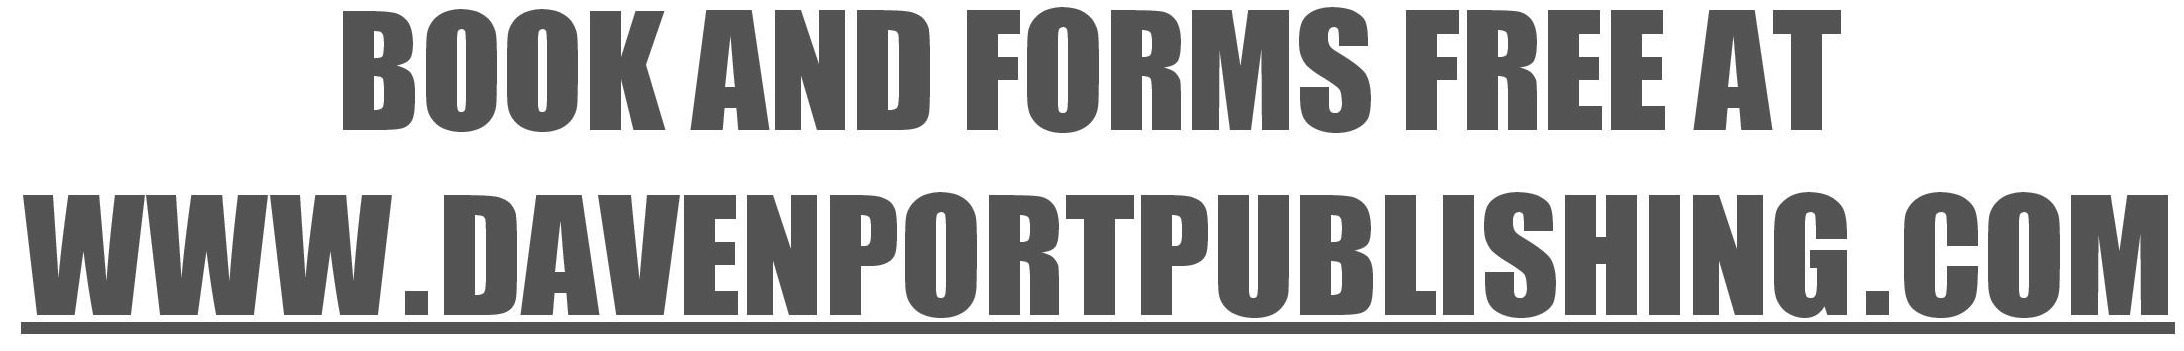 BOOK AND FORMS FREE AT
WWW.DAVENPORTPUBLISHING.COM